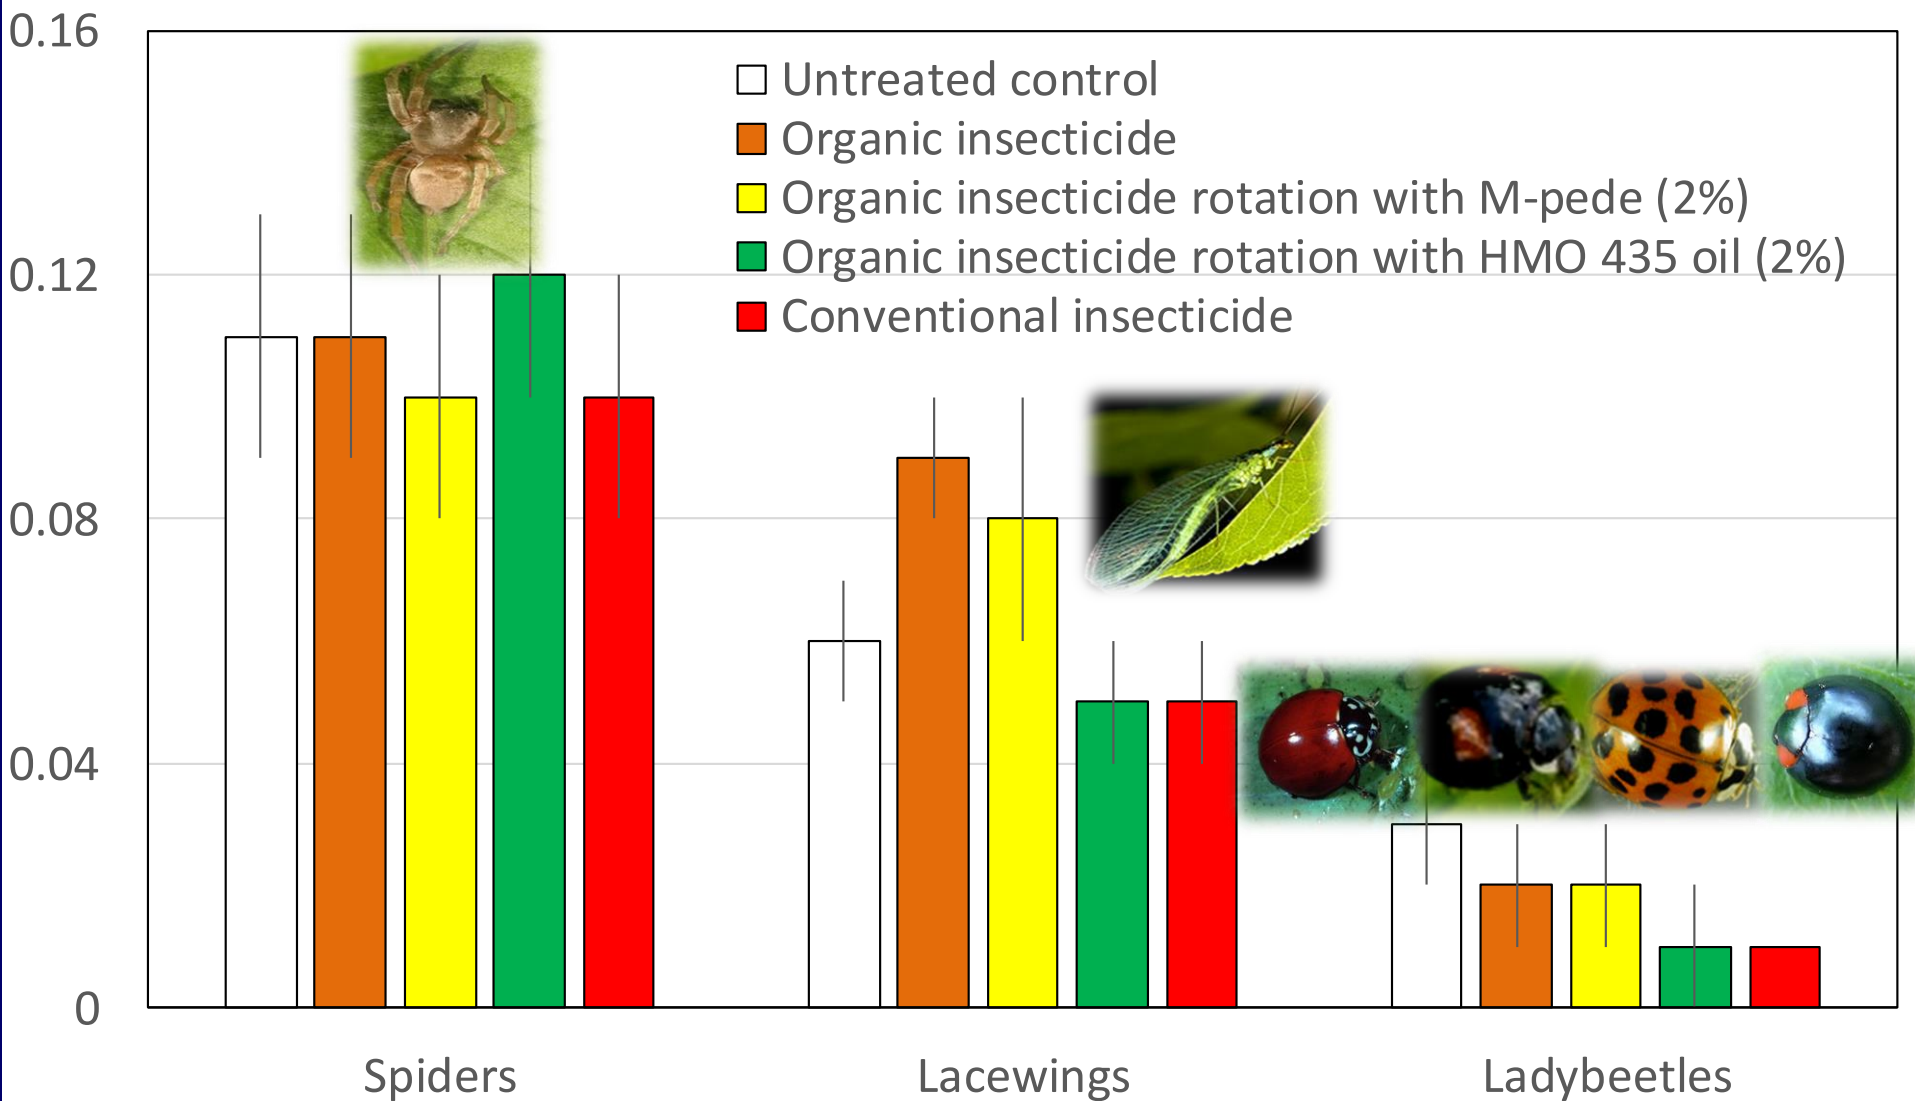 0.16
Untreated control
Organic insecticide
Organic insecticide rotation with M-pede (2%)
0.12
Organic insecticide rotation with HMO 435 oil (2%)
Conventional insecticide
0.08
0.04
0
Spiders Lacewings Ladybeetles